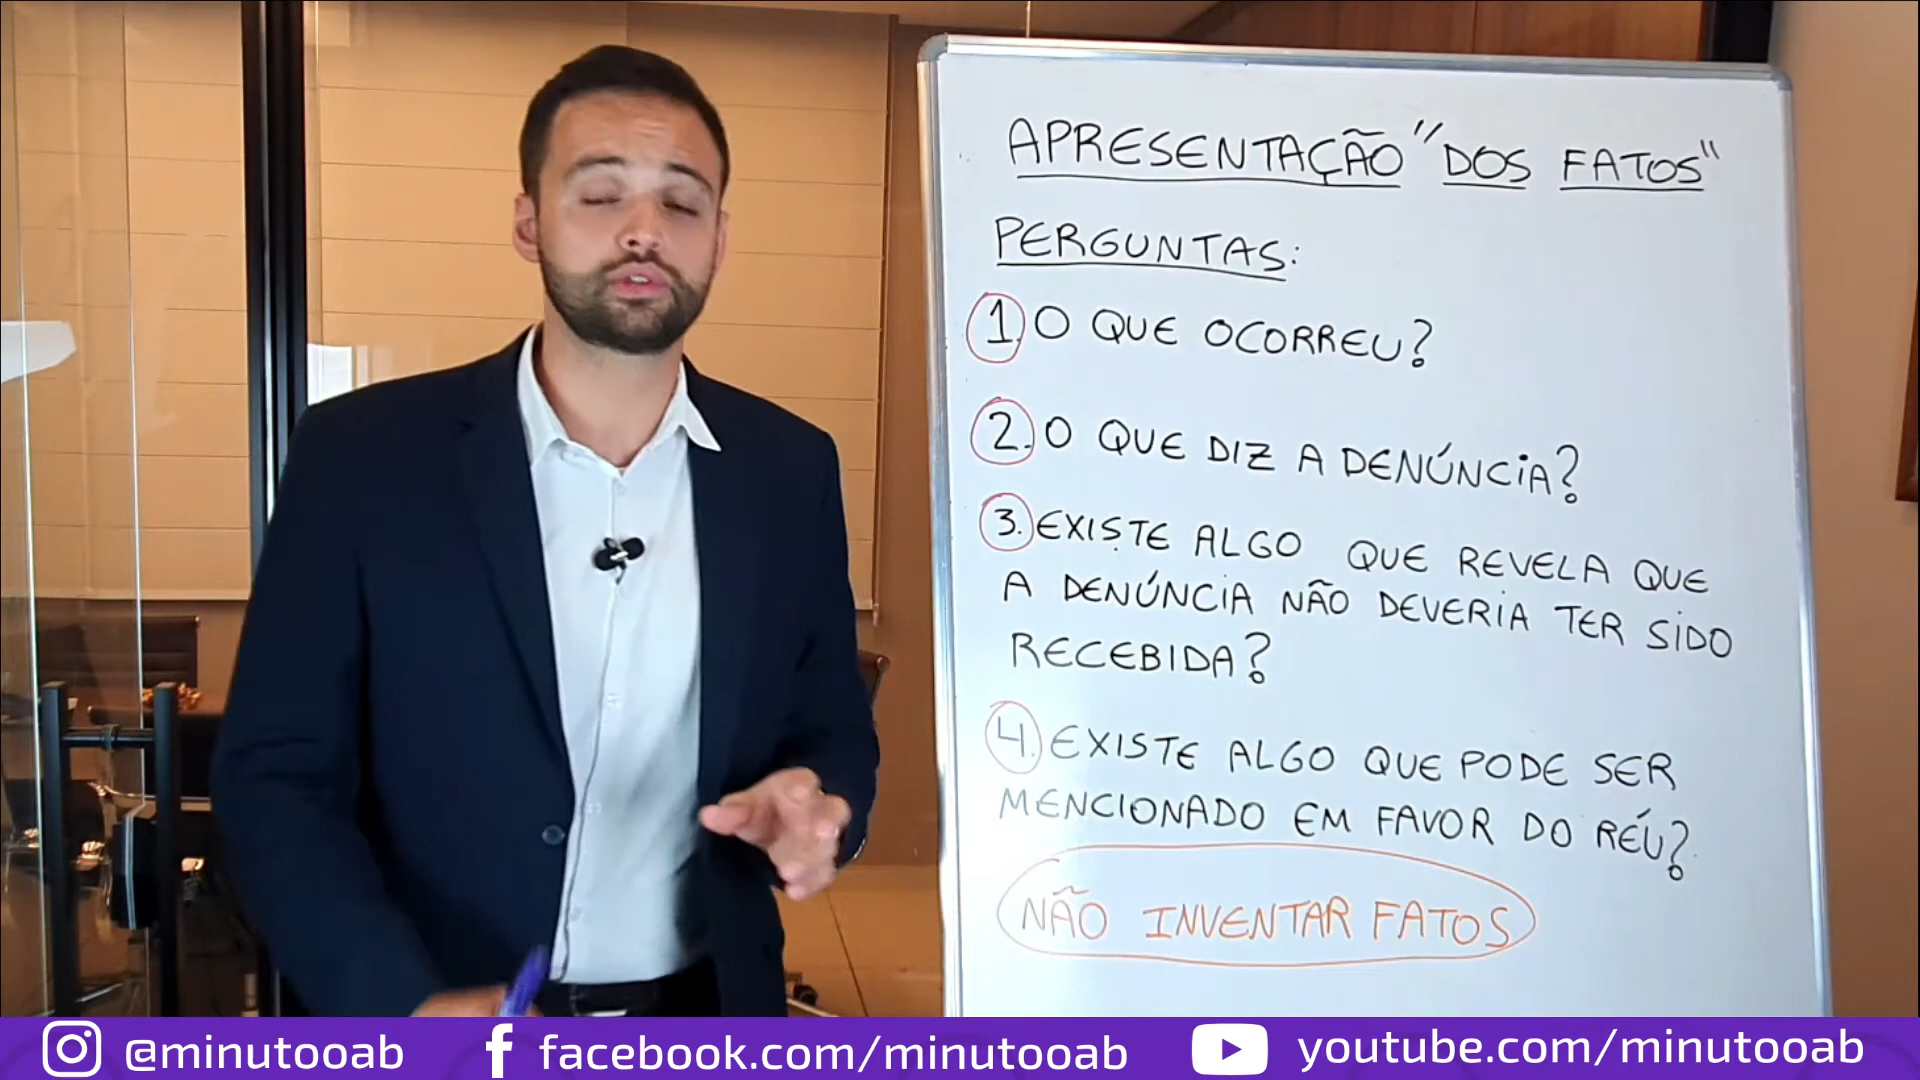 APRESENTAÇÃO "DOS FATOS"
PERGUNTAS:
1. O QUE OCORREU?
2. O QUE DIZ A DENÚNCIA?
3. EXISTE ALGO QUE REVELA QUE
A DENÚNCIA NÃO DEVERIA TER SIDO
RECEBIDA?
4. EXISTE ALGO QUE PODE SER
MENCIONADO EM FAVOR DO RÉU?
NÃO INVENTAR FATOS
@minutooab facebook.com/minutooab youtube.com/minutooab